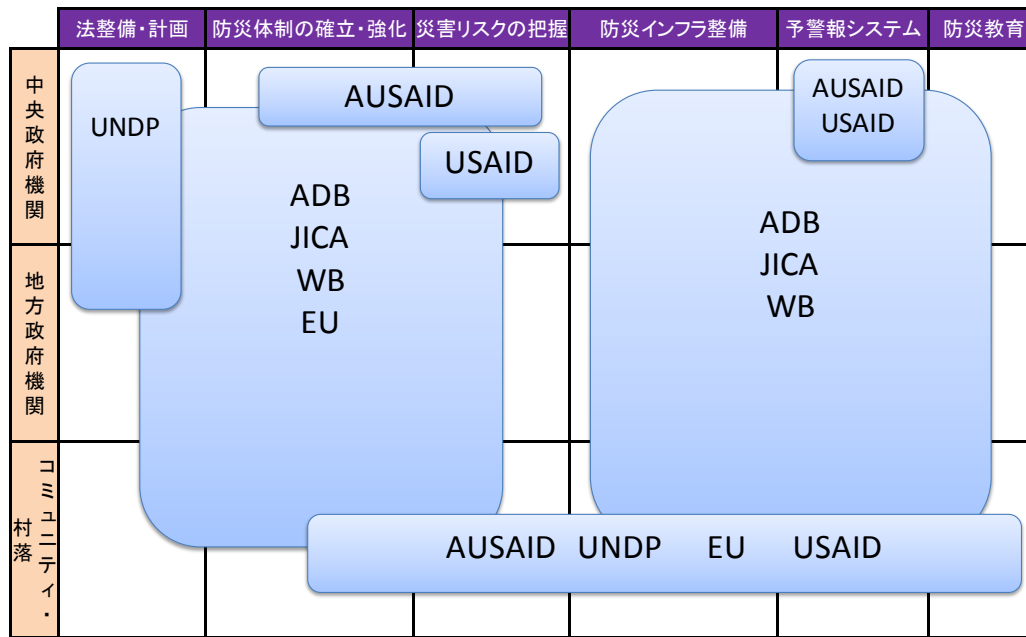 法整備・計画
防災体制の確立・強化
災害リスクの把握
防災インフラ整備
予警報システム
防災教育
中央政府機関
UNDP
AUSAID
USAID
ADB
JICA
WB
EU
AUSAID
USAID
ADB
JICA
WB
地方政府機関
コミュニティ・
村落
AUSAID UNDP EU USAID